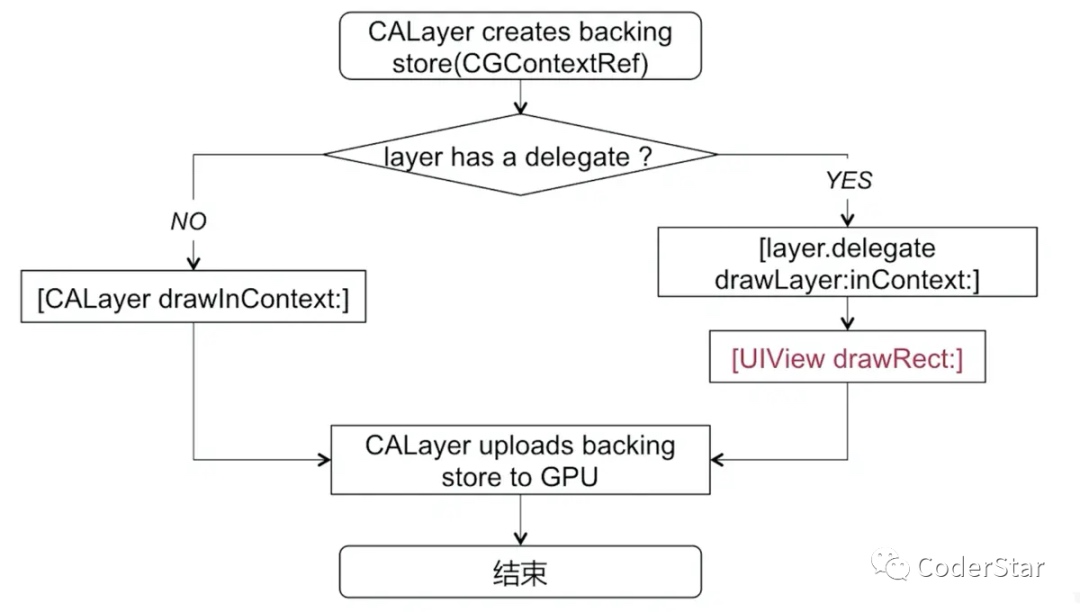 CALayer creates backing
store(CGContextRef)
layer has a delegate ?
YES
NO
[layer.delegate
drawLayer:inContext:]
[CALayer drawInContext:]
[UIView drawRect:]
CALayer uploads backing
store to GPU
结束
CoderStar